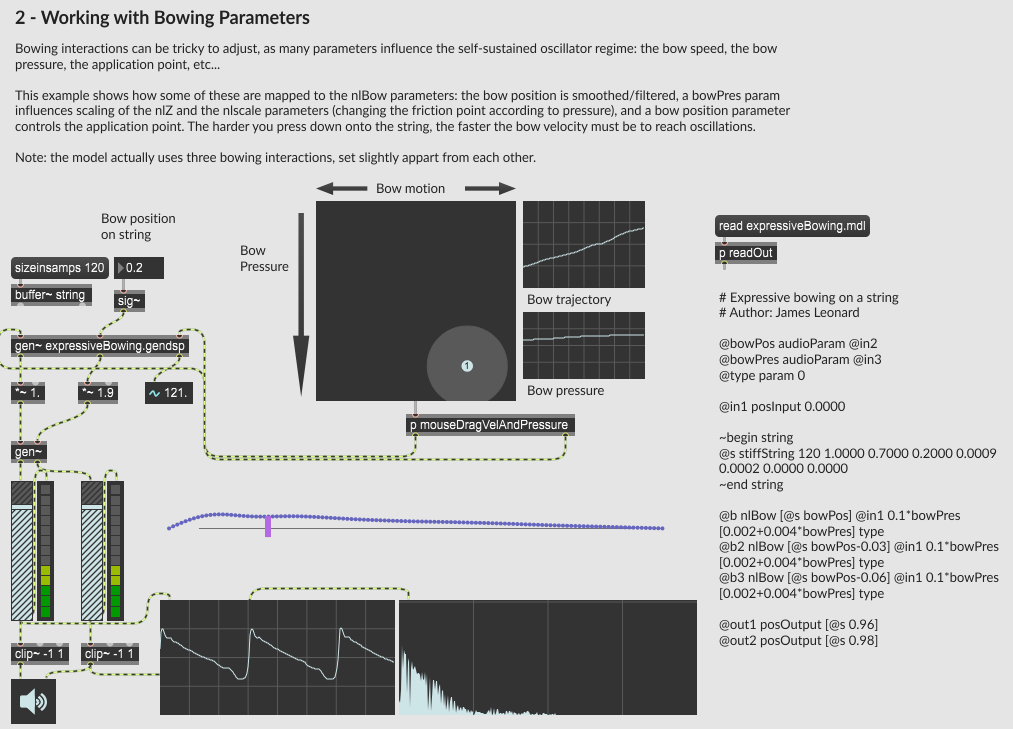 2 - Working with Bowing Parameters
Bowing interactions can be tricky to adjust, as many parameters influence the self-sustained oscillator regime: the bow speed, the bow
pressure, the application point, etc...
This example shows how some of these are mapped to the nlBow parameters: the bow position is smoothed/filtered, a bowPres param
influences scaling of the nlZ and the nlscale parameters (changing the friction point according to pressure), and a bow position parameter
controls the application point. The harder you press down onto the string, the faster the bow velocity must be to reach oscillations.
Note: the model actually uses three bowing interactions, set slightly appart from each other.
Bow motion
Bow position
on string
Bow
Pressure
sizeinsamps 120
0.2
buffer~ string
sig~
gen~ expressiveBowing.gendsp
*~ 1.
*~ 1.9
121.
gen~
1
Bow trajectory
Bow pressure
p mouseDragVelAndPressure
clip~ -1 1
clip~ -1 1
read expressiveBowing.mdl
p readOut
# Expressive bowing on a string
# Author: James Leonard
@bowPos audioParam @in2
@bowPres audioParam @in3
@type param 0
@in1 posInput 0.0000
~begin string
@s stiffString 120 1.0000 0.7000 0.2000 0.0009
0.0002 0.0000 0.0000
~end string
@b nlBow [@s bowPos] @in1 0.1*bowPres
[0.002+0.004*bowPres] type
@b2 nlBow [@s bowPos-0.03] @in1 0.1*bowPres
[0.002+0.004*bowPres] type
@b3 nlBow [@s bowPos-0.06] @in1 0.1*bowPres
[0.002+0.004*bowPres] type
@out1 posOutput [@s 0.96]
@out2 posOutput [@s 0.98]